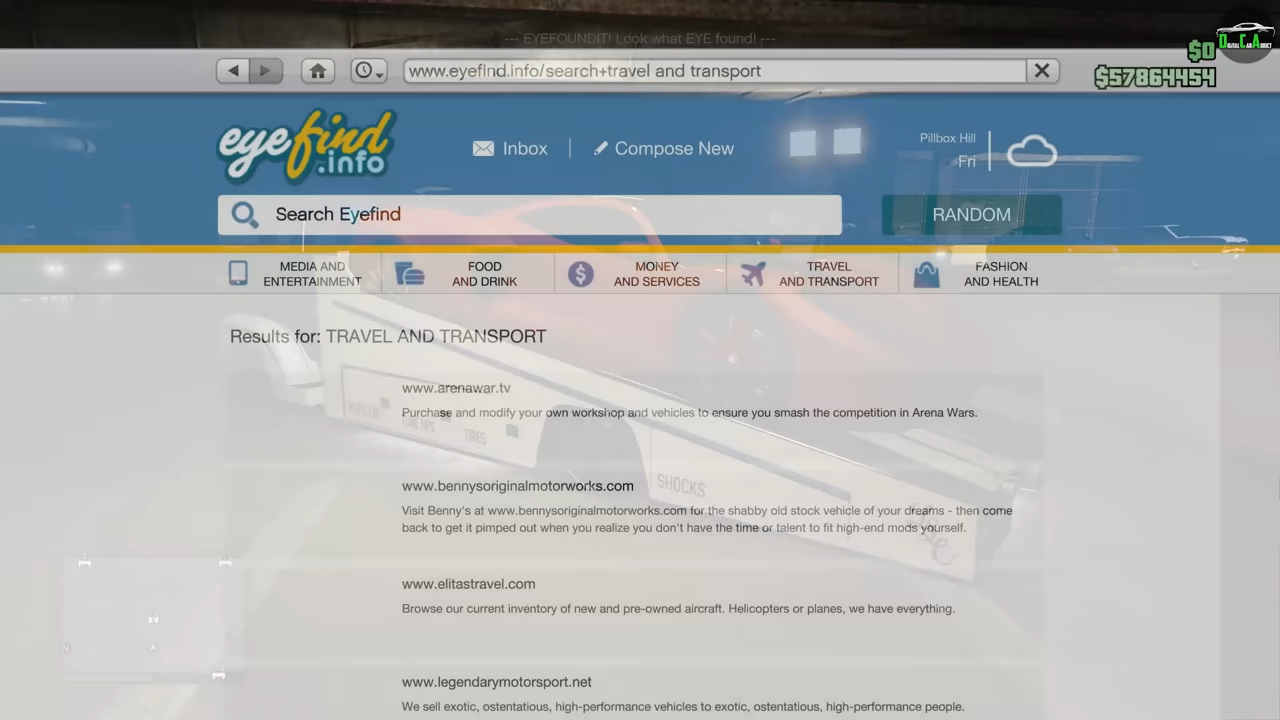 --- EYEFOUNDIT! Look what EYE found! ---
www.eyefind.info/search+travel and transport
$0
$57864454
eyefind
.info
Inbox
Compose New
Pillbox Hill
Fri
Search Eyefind
RANDOM
MEDIA AND
ENTERTAINMENT
FOOD
AND DRINK
MONEY
AND SERVICES
TRAVEL
AND TRANSPORT
FASHION
AND HEALTH
Results for: TRAVEL AND TRANSPORT
www.arenawar.tv
Purchase and modify your own workshop and vehicles to ensure you smash the competition in Arena Wars.
TUNE UPS
TIRES
SHOCKS
www.bennysoriginalmotorworks.com
Visit Benny's at www.bennysoriginalmotorworks.com for the shabby old stock vehicle of your dreams - then come
back to get it pimped out when you realize you don't have the time or talent to fit high-end mods yourself.
www.elitastravel.com
Browse our current inventory of new and pre-owned aircraft. Helicopters or planes, we have everything.
N
www.legendarymotorsport.net
We sell exotic, ostentatious, high-performance vehicles to exotic, ostentatious, high-performance people.